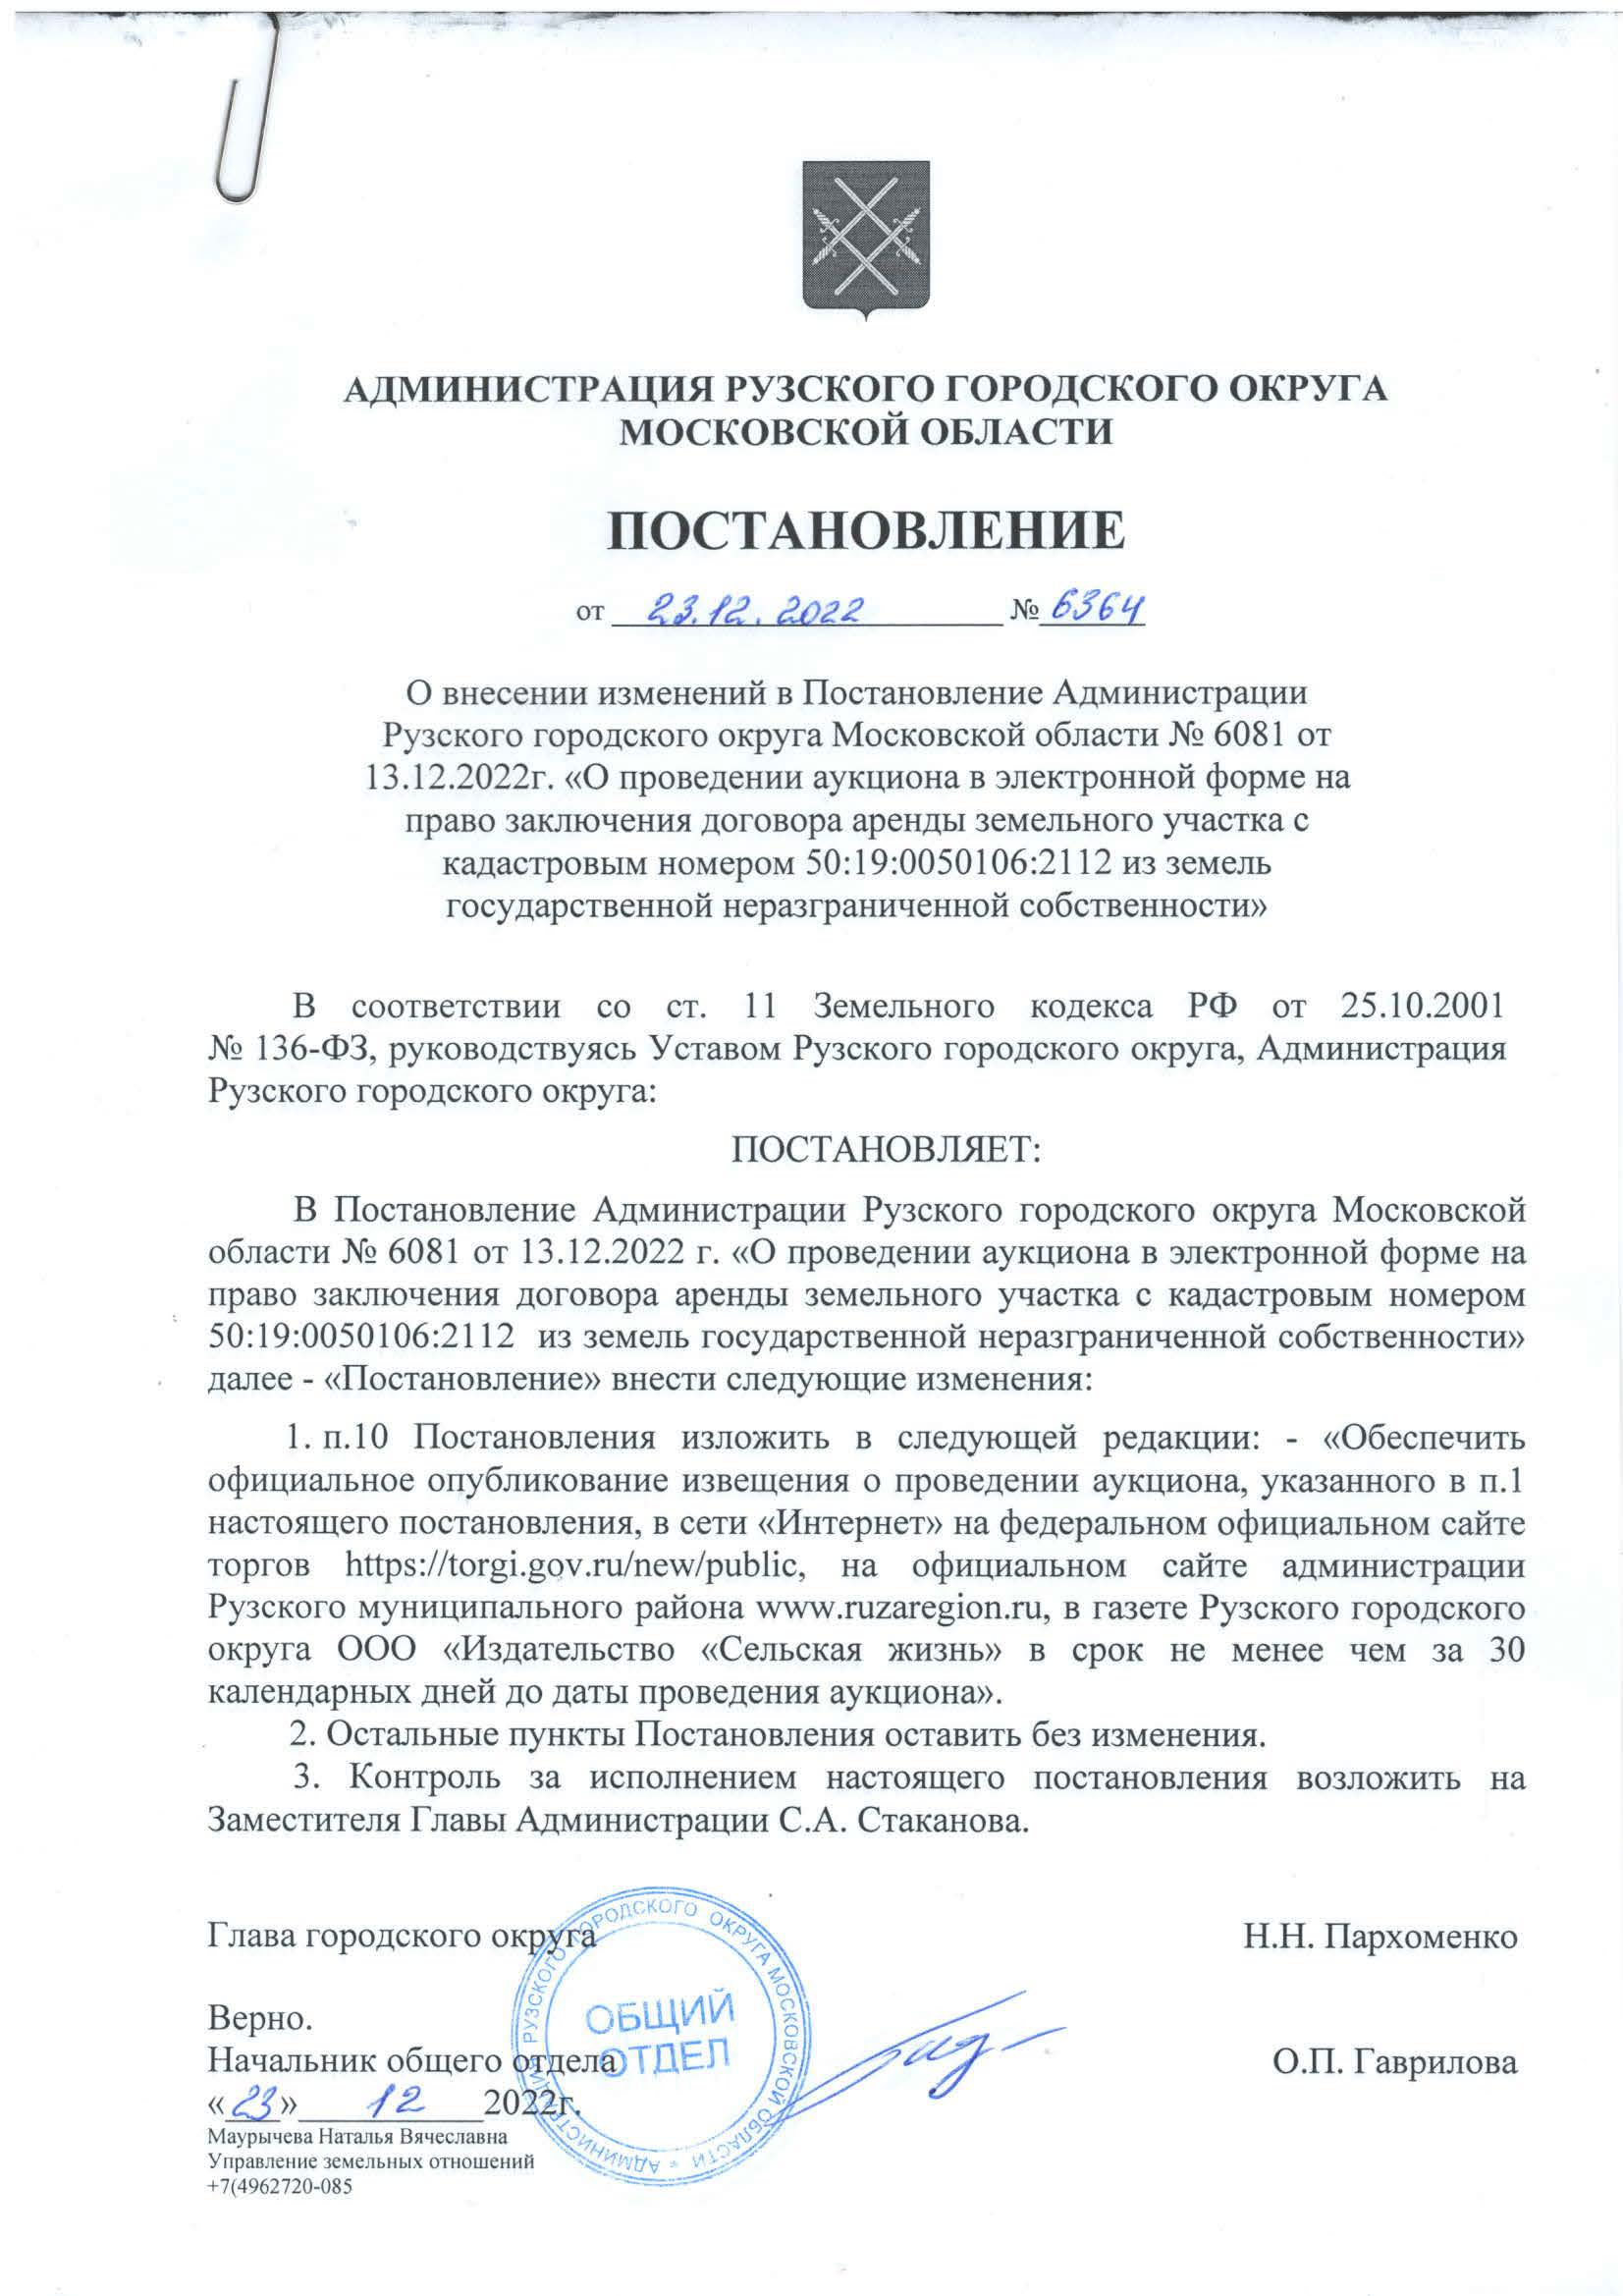 АДМИНИСТРАЦИЯ РУЗСКОГО ГОРОДСКОГО ОКРУГА
МОСКОВСКОЙ ОБЛАСТИ
ПОСТАНОВЛЕНИЕ
от 23.12.2022 № 6364
О внесении изменений в Постановление Администрации
Рузского городского округа Московской области № 6081 от
13.12.2022г. «О проведении аукциона в электронной форме на
право заключения договора аренды земельного участка с
кадастровым номером 50:19:0050106:2112 из земель
государственной неразграниченной собственности»
В соответствии со ст. 11 Земельного кодекса РФ от 25.10.2001
№ 136-ФЗ, руководствуясь Уставом Рузского городского округа, Администрация
Рузского городского округа:
ПОСТАНОВЛЯЕТ:
В Постановление Администрации Рузского городского округа Московской
области № 6081 от 13.12.2022 г. «О проведении аукциона в электронной форме на
право заключения договора аренды земельного участка с кадастровым номером
50:19:0050106:2112 из земель государственной неразграниченной собственности»
далее - «Постановление» внести следующие изменения:
1. п.10 Постановления изложить в следующей редакции: - «Обеспечить
официальное опубликование извещения о проведении аукциона, указанного в п.1
настоящего постановления, в сети «Интернет» на федеральном официальном сайте
торгов https://torgi.gov.ru/new/public, на официальном сайте администрации
Рузского муниципального района www.ruzaregion.ru, в газете Рузского городского
округа ООО «Издательство «Сельская жизнь» в срок не менее чем за 30
календарных дней до даты проведения аукциона».
2. Остальные пункты Постановления оставить без изменения.
3. Контроль за исполнением настоящего постановления возложить на
Заместителя Главы Администрации С.А. Стаканова.
Глава городского округа Н.Н. Пархоменко
Верно.
Начальник общего отдела О.П. Гаврилова
«23» 12 2022г.
Маурычева Наталья Вячеславна
Управление земельных отношений
+7(4962720-085
АДМИНИСТРАЦИЯ РУЗСКОГО ГОРОДСКОГО ОКРУГА МОСКОВСКОЙ ОБЛАСТИ *
ОБЩИЙ
ОТДЕЛ